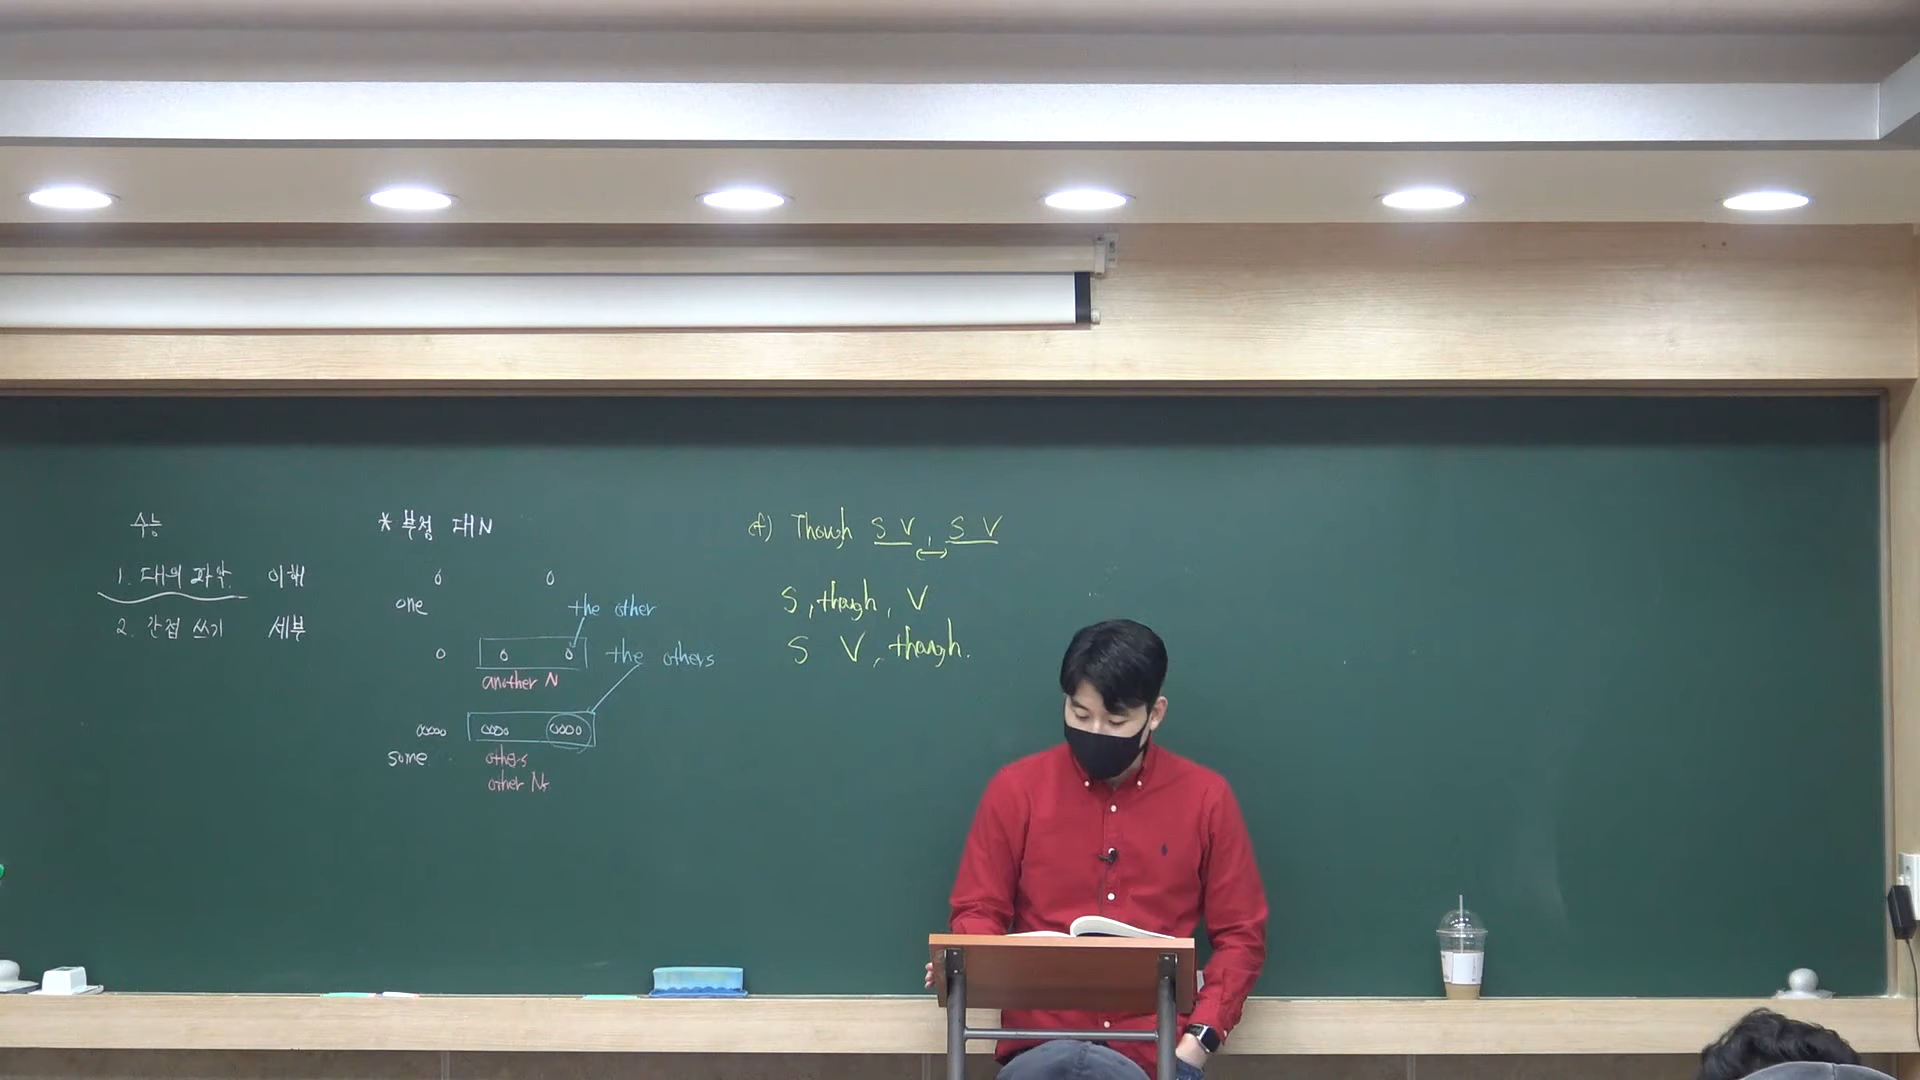 수능
1. 대의 파악 이해
2. 간접 쓰기 세부
* 부정 대N
one
the other
the others
another N
some
others
other Ns
cf) Though S V, S V
S, though, V
S V, though.